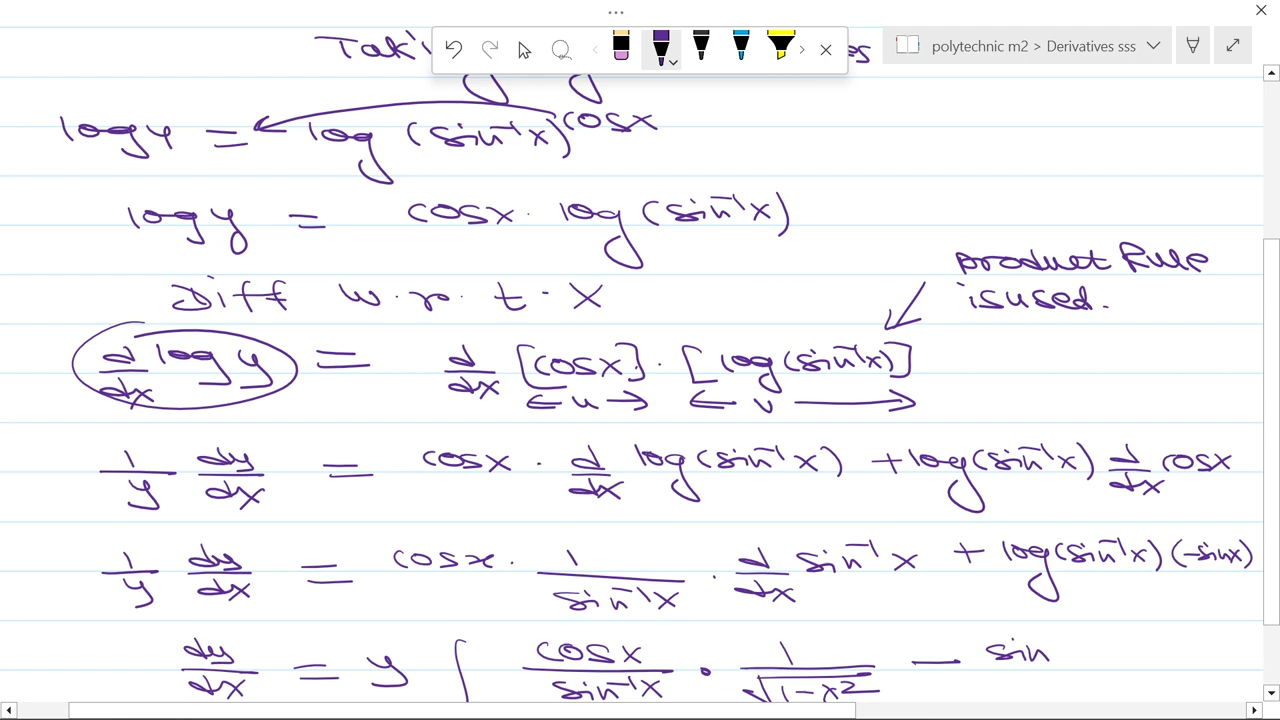 polytechnic m2 > Derivatives sss
log y = log (sin⁻¹x)^cosx
log y = cosx · log (sin⁻¹x)
product Rule
is used.
Diff w.r.t. x
d/dx log y = d/dx [cosx] · [log(sin⁻¹x)]
u v
1/y dy/dx = cosx · d/dx log(sin⁻¹x) + log(sin⁻¹x) d/dx cosx
1/y dy/dx = cosx · 1/sin⁻¹x · d/dx sin⁻¹x + log(sin⁻¹x) (-sinx)
dy/dx = y [ cosx/sin⁻¹x · 1/√1-x² - sin